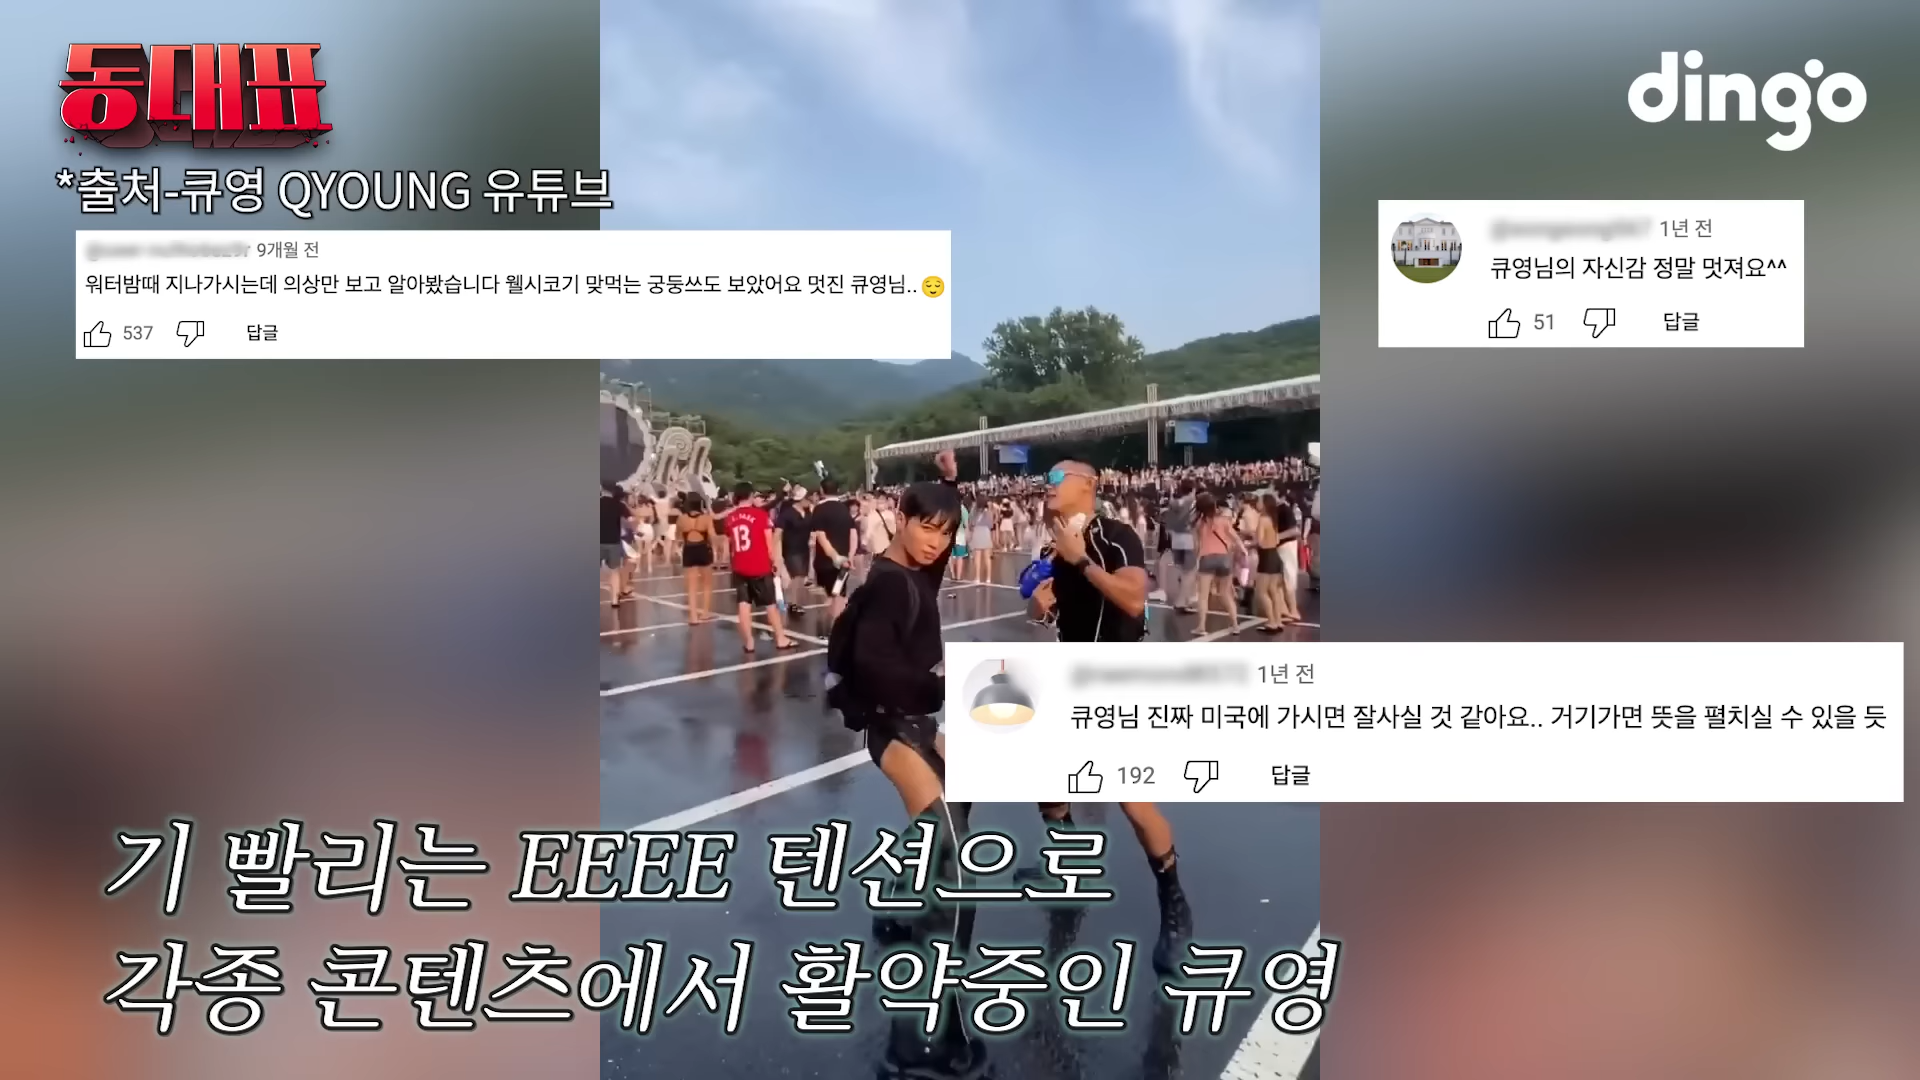 동대표
dingo
*출처-큐영 QYOUNG 유튜브
9개월 전
워터밤때 지나가시는데 의상만 보고 알아봤습니다 웰시코기 맞먹는 궁둥쓰도 보았어요 멋진 큐영님..😌
537 답글
1년 전
큐영님의 자신감 정말 멋져요^^
51 답글
13
1년 전
큐영님 진짜 미국에 가시면 잘사실 것 같아요.. 거기가면 뜻을 펼치실 수 있을 듯
192 답글
기 빨리는 EEEE 텐션으로
각종 콘텐츠에서 활약중인 큐영